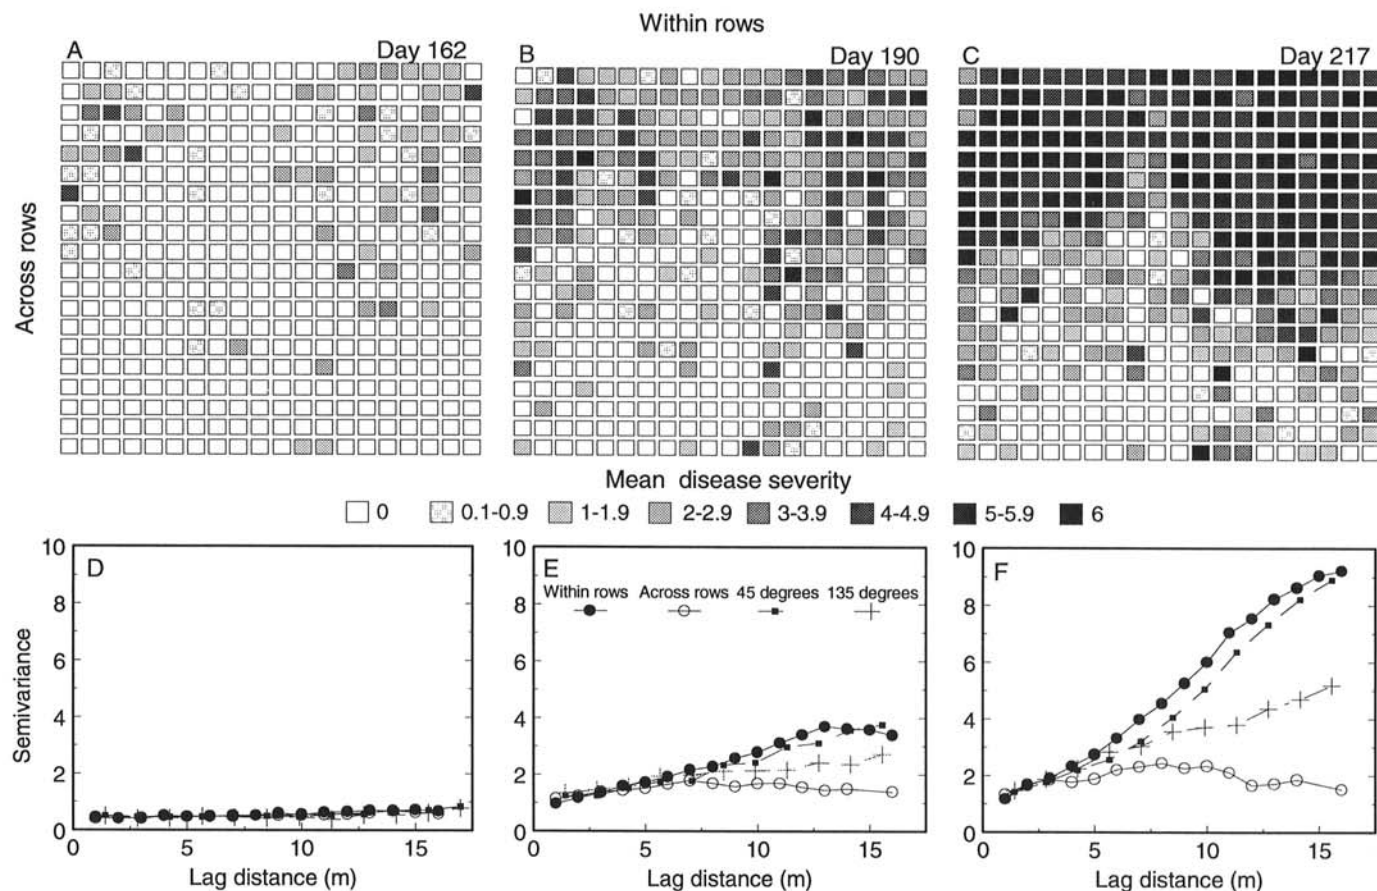 Within rows
A
Day 162
B
Day 190
C
Day 217
Across rows
Mean disease severity
0
0.1-0.9
1-1.9
2-2.9
3-3.9
4-4.9
5-5.9
6
D
10
8
6
4
2
0
0
5
10
15
Semivariance
Lag distance (m)
E
Within rows Across rows 45 degrees 135 degrees
10
8
6
4
2
0
0
5
10
15
Lag distance (m)
F
10
8
6
4
2
0
0
5
10
15
Lag distance (m)